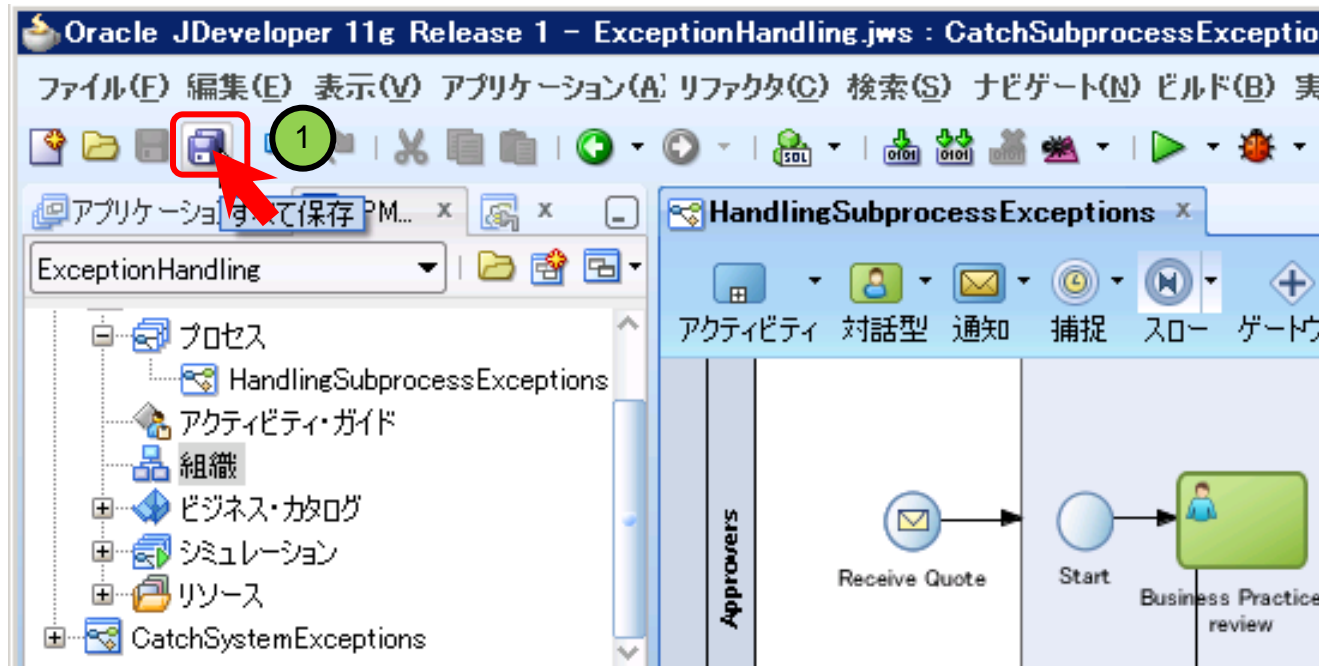 Oracle JDeveloper 11g Release 1 - ExceptionHandling.jws : CatchSubprocessExceptio
ファイル(F) 編集(E) 表示(V) アプリケーション(A) リファクタ(C) 検索(S) ナビゲート(N) ビルド(B) 実
1
アプリケーショ PM...
すべて保存
HandlingSubprocessExceptions
ExceptionHandling
アクティビティ 対話型 通知 捕捉 スロー ゲートウ
プロセス
HandlingSubprocessExceptions
アクティビティ・ガイド
組織
ビジネス・カタログ
シミュレーション
リソース
CatchSystemExceptions
Approvers
Receive Quote
Start
Business Practice
review